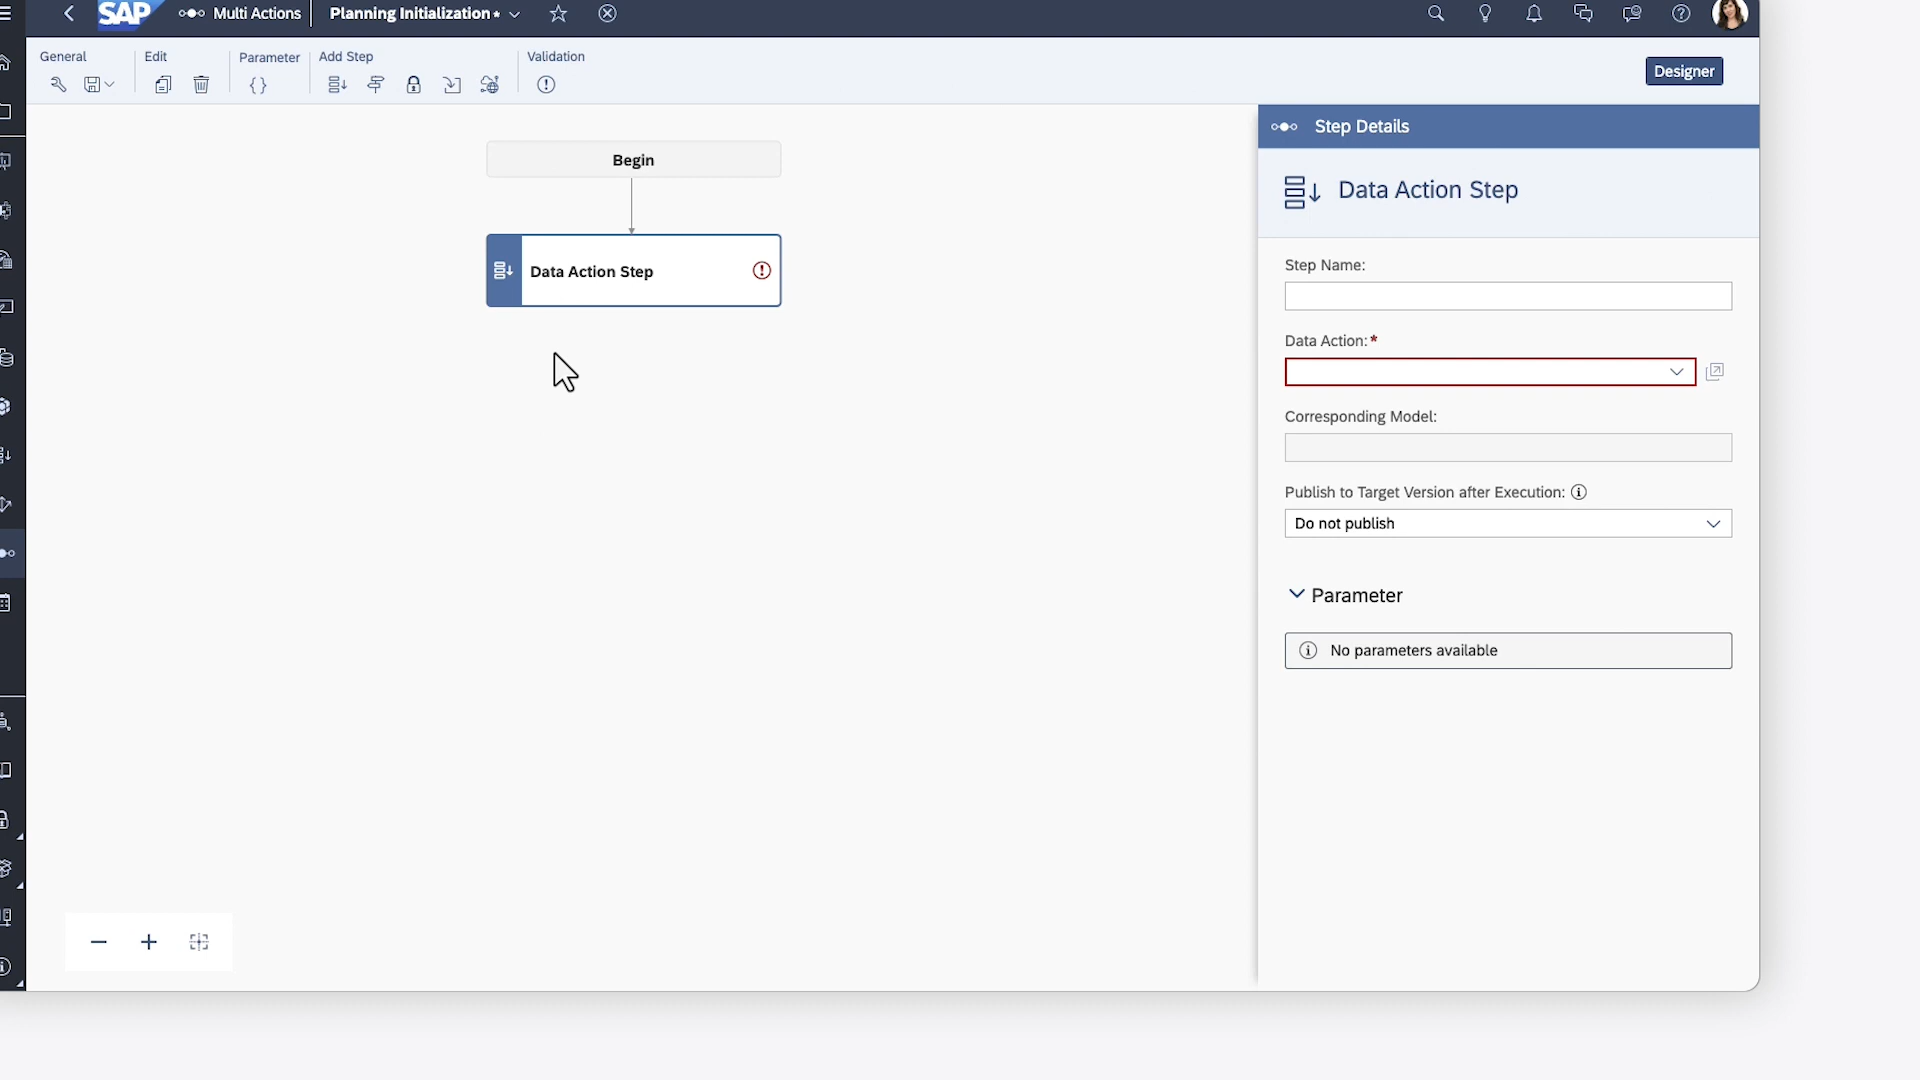 SAP Multi Actions Planning Initialization*
General Edit Parameter Add Step Validation
{ }
Designer
Begin
Data Action Step
Step Details
Data Action Step
Step Name:
Data Action:*
Corresponding Model:
Publish to Target Version after Execution:
Do not publish
Parameter
No parameters available